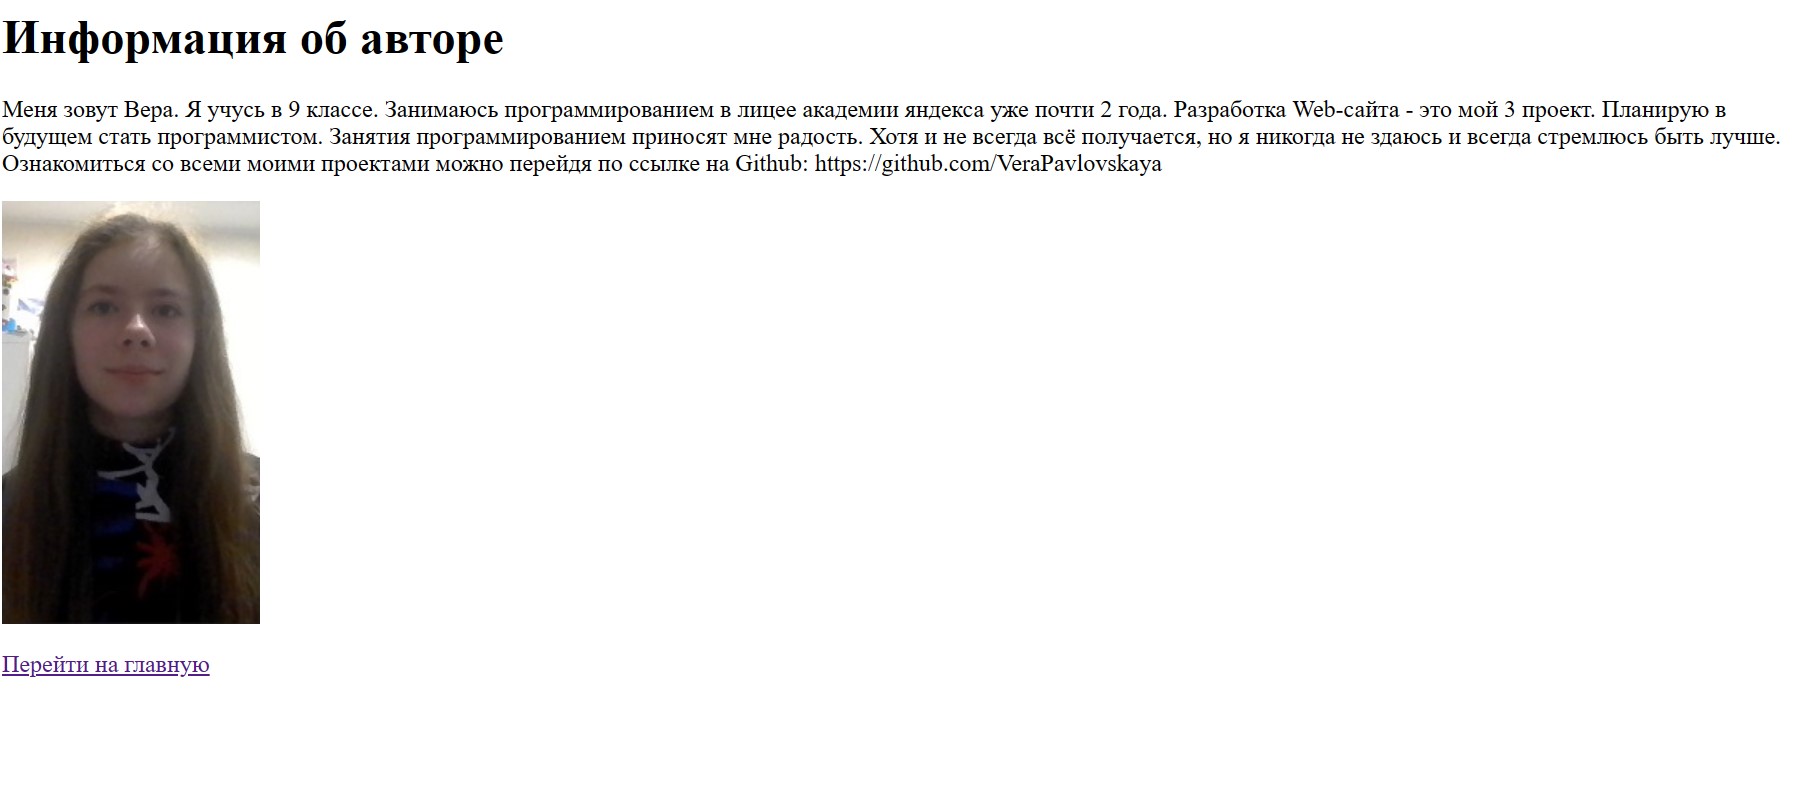 Информация об авторе
Меня зовут Вера. Я учусь в 9 классе. Занимаюсь программированием в лицее академии яндекса уже почти 2 года. Разработка Web-сайта - это мой 3 проект. Планирую в
будущем стать программистом. Занятия программированием приносят мне радость. Хотя и не всегда всё получается, но я никогда не здаюсь и всегда стремлюсь быть лучше.
Ознакомиться со всеми моими проектами можно перейдя по ссылке на Github: https://github.com/VeraPavlovskaya
Перейти на главную